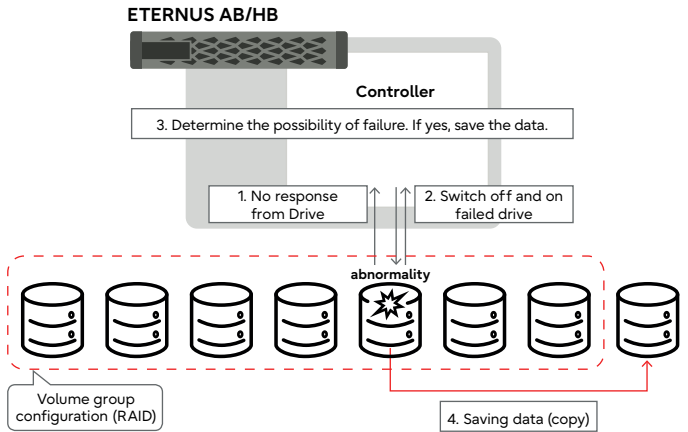 ETERNUS AB/HB
Controller
3. Determine the possibility of failure. If yes, save the data.
1. No response
from Drive
2. Switch off and on
failed drive
abnormality
Volume group
configuration (RAID)
4. Saving data (copy)